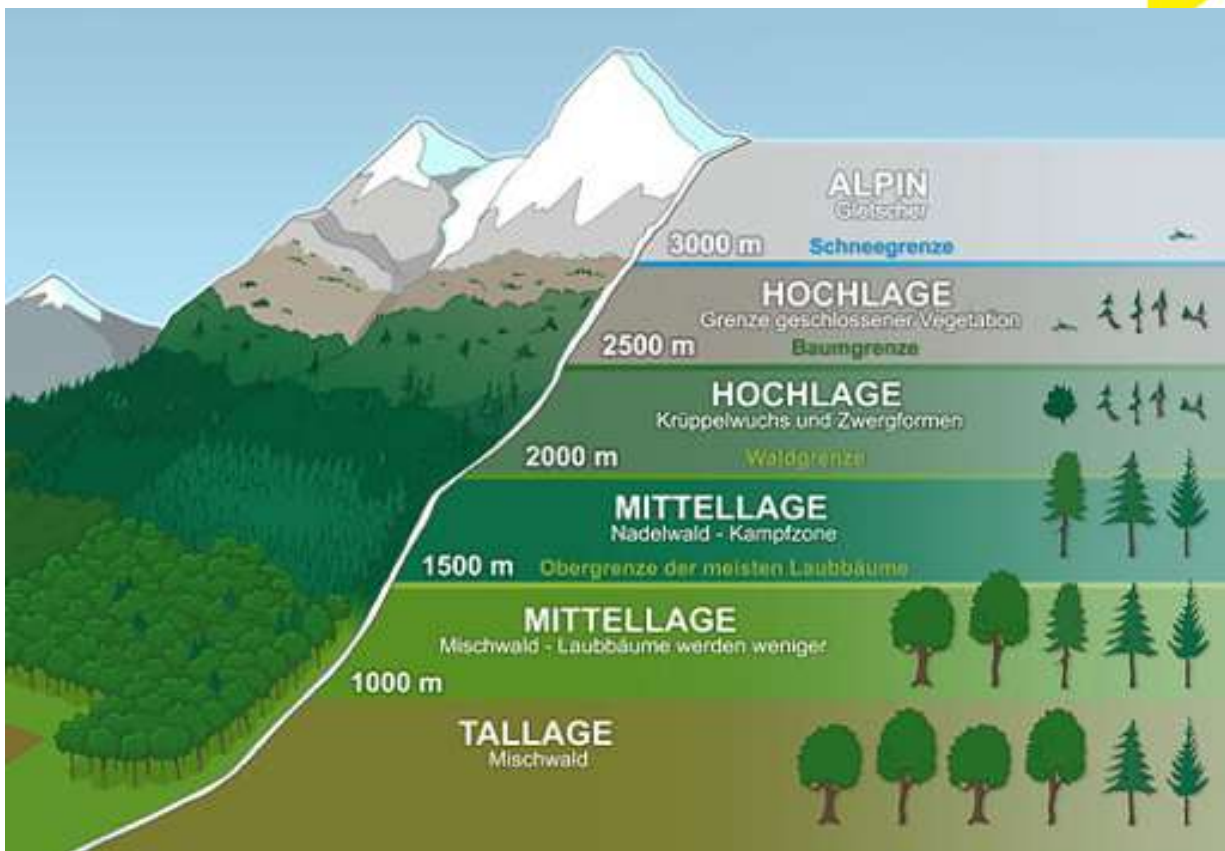 ALPIN
Gletscher
3000 m Schneegrenze
HOCHLAGE
Grenze geschlossener Vegetation
2500 m Baumgrenze
HOCHLAGE
Krüppelwuchs und Zwergformen
2000 m Waldgrenze
MITTELLAGE
Nadelwald - Kampfzone
1500 m Obergrenze der meisten Laubbäume
MITTELLAGE
Mischwald - Laubbäume werden weniger
1000 m
TALLAGE
Mischwald